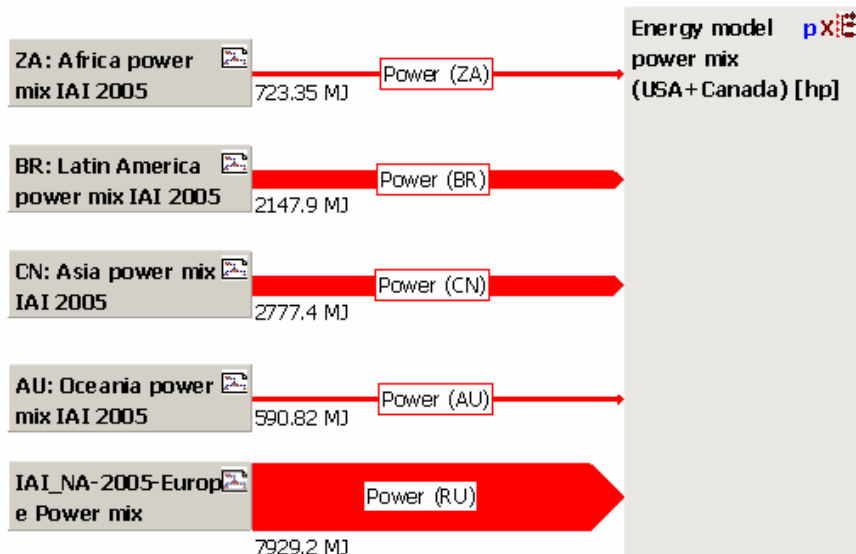 ZA: Africa power
mix IAI 2005
723.35 MJ
Power (ZA)
BR: Latin America
power mix IAI 2005
2147.9 MJ
Power (BR)
CN: Asia power mix
IAI 2005
2777.4 MJ
Power (CN)
AU: Oceania power
mix IAI 2005
590.82 MJ
Power (AU)
IAI_NA-2005-Europ
e Power mix
7929.2 MJ
Power (RU)
Energy model pX
power mix
(USA+Canada) [hp]